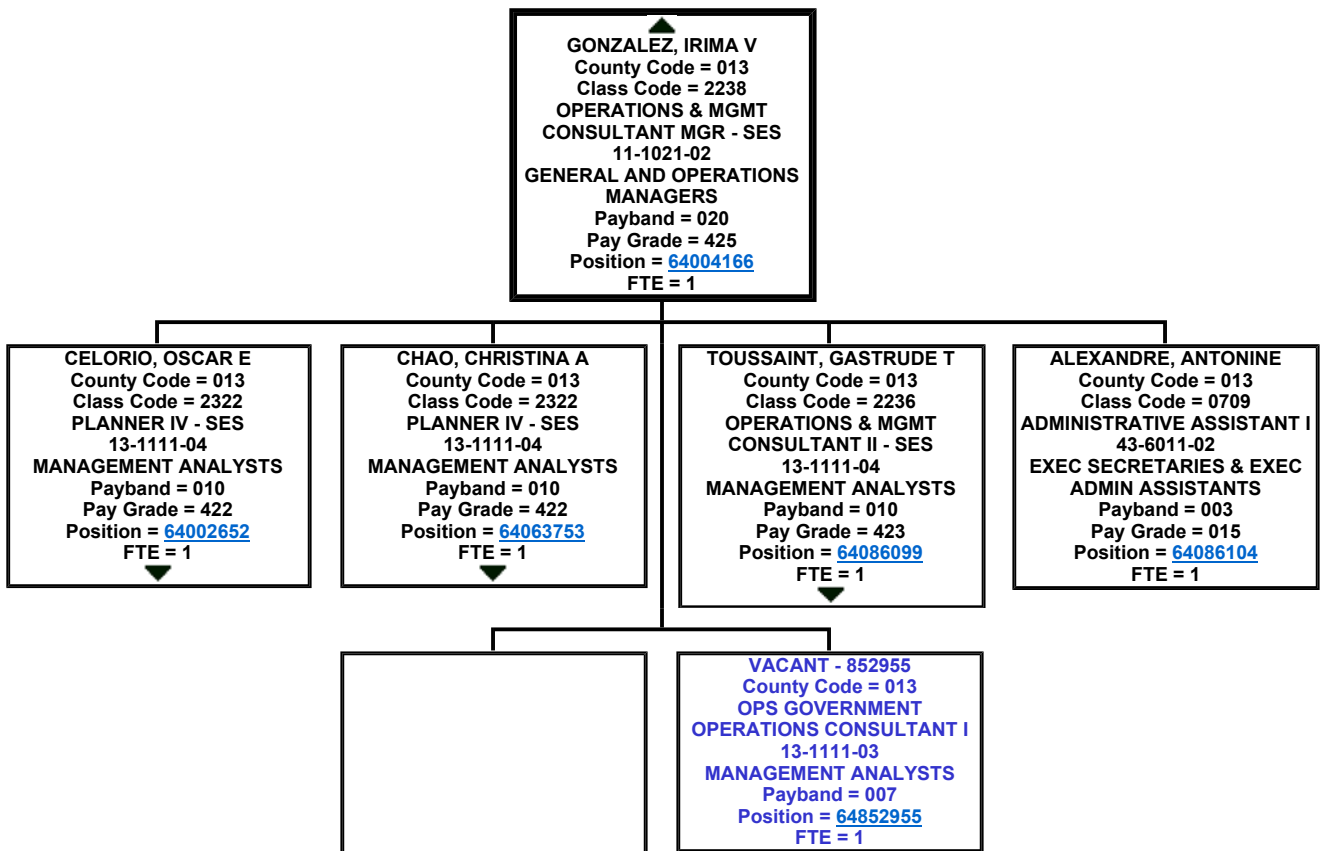 GONZALEZ, IRIMA V
County Code = 013
Class Code = 2238
OPERATIONS & MGMT
CONSULTANT MGR - SES
11-1021-02
GENERAL AND OPERATIONS
MANAGERS
Payband = 020
Pay Grade = 425
Position = 64004166
FTE = 1
CELORIO, OSCAR E
County Code = 013
Class Code = 2322
PLANNER IV - SES
13-1111-04
MANAGEMENT ANALYSTS
Payband = 010
Pay Grade = 422
Position = 64002652
FTE = 1
CHAO, CHRISTINA A
County Code = 013
Class Code = 2322
PLANNER IV - SES
13-1111-04
MANAGEMENT ANALYSTS
Payband = 010
Pay Grade = 422
Position = 64063753
FTE = 1
TOUSSAINT, GASTRUDE T
County Code = 013
Class Code = 2236
OPERATIONS & MGMT
CONSULTANT II - SES
13-1111-04
MANAGEMENT ANALYSTS
Payband = 010
Pay Grade = 423
Position = 64086099
FTE = 1
ALEXANDRE, ANTONINE
County Code = 013
Class Code = 0709
ADMINISTRATIVE ASSISTANT I
43-6011-02
EXEC SECRETARIES & EXEC
ADMIN ASSISTANTS
Payband = 003
Pay Grade = 015
Position = 64086104
FTE = 1
VACANT - 852955
County Code = 013
OPS GOVERNMENT
OPERATIONS CONSULTANT I
13-1111-03
MANAGEMENT ANALYSTS
Payband = 007
Position = 64852955
FTE = 1